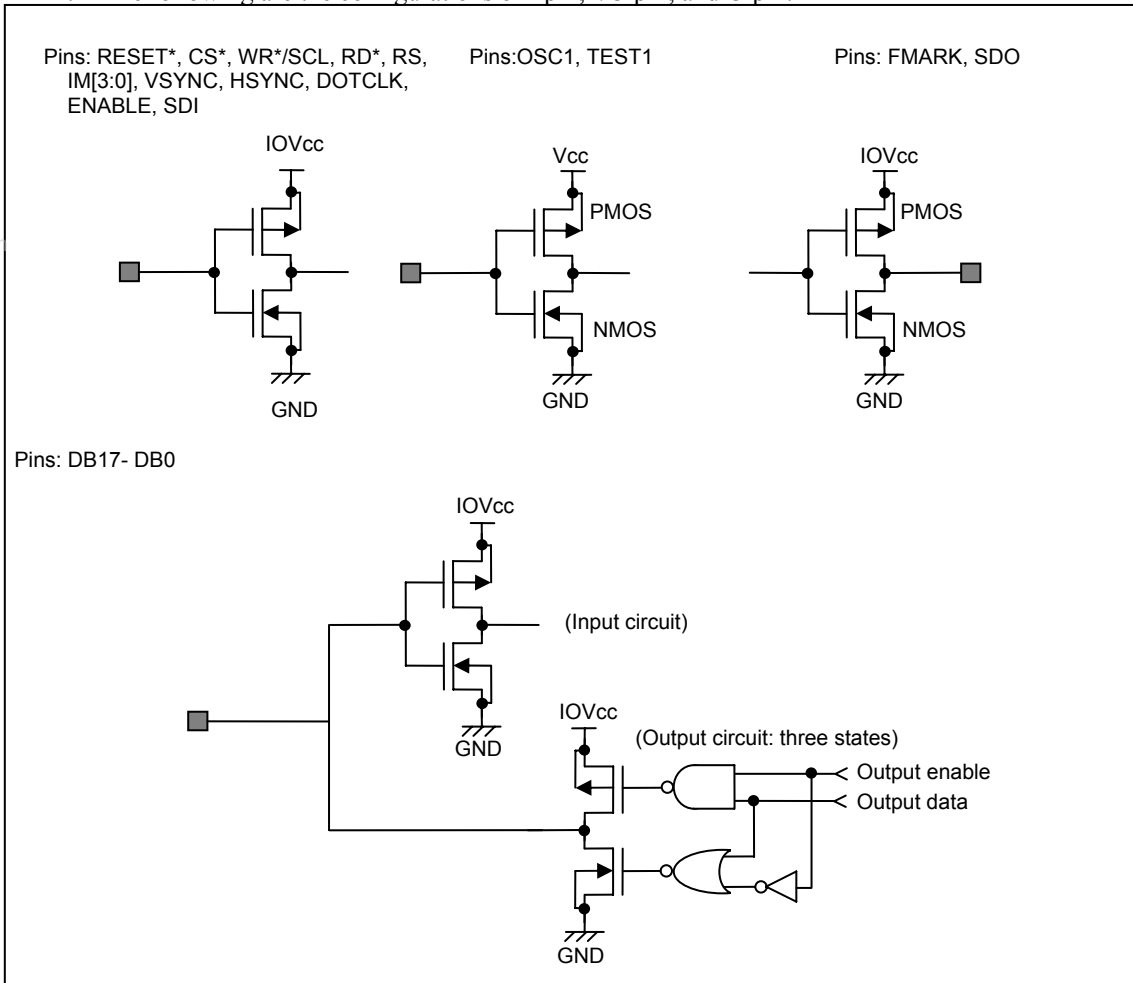 Pins: RESET*, CS*, WR*/SCL, RD*, RS,
IM[3:0], VSYNC, HSYNC, DOTCLK,
ENABLE, SDI
IOVcc
GND
Pins:OSC1, TEST1
Vcc
PMOS
NMOS
GND
Pins: FMARK, SDO
IOVcc
PMOS
NMOS
GND
Pins: DB17- DB0
IOVcc
(Input circuit)
GND
IOVcc
(Output circuit: three states)
Output enable
Output data
GND